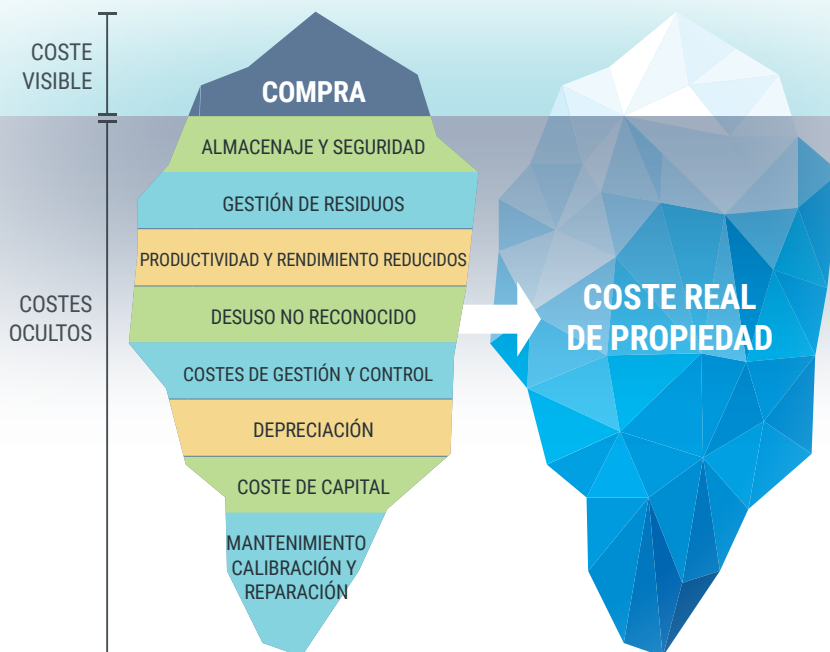 COSTE
VISIBLE
COMPRA
ALMACENAJE Y SEGURIDAD
GESTIÓN DE RESIDUOS
PRODUCTIVIDAD Y RENDIMIENTO REDUCIDOS
COSTES
OCULTOS
DESUSO NO RECONOCIDO
COSTES DE GESTIÓN Y CONTROL
DEPRECIACIÓN
COSTE DE CAPITAL
MANTENIMIENTO
CALIBRACIÓN Y
REPARACIÓN
COSTE REAL
DE PROPIEDAD